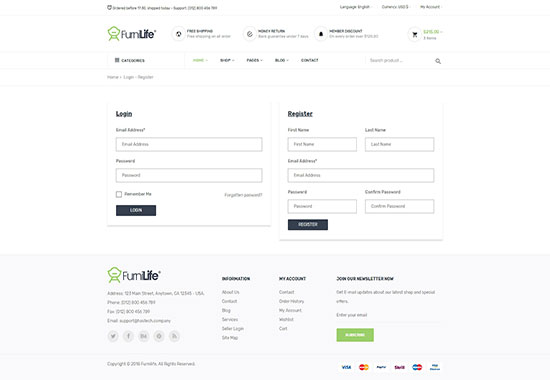 Ordered before 17:30, shipped today - Support: (012) 800 456 789
Language: English
Currency: USD $
My Account
FurniLife
FREE SHIPPING
Free shipping on all order
MONEY RETURN
Back guarantee under 7 days
MEMBER DISCOUNT
On every order over $120.00
$215.00
3 items
CATEGORIES
HOME
SHOP
PAGES
BLOG
CONTACT
Search product ...
Home
Login - Register
Login
Email Address*
Email Address
Password
Password
Remember Me
Forgotten password?
LOGIN
Register
First Name
Last Name
First Name
Last Name
Email Address*
Email Address
Password
Confirm Password
Password
Confirm Password
REGISTER
FurniLife
Address: 123 Main Street, Anytown, CA 12345 - USA.
Phone: (012) 800 456 789
Fax: (012) 800 456 789
Email: support@hastech.company
INFORMATION
About Us
Contact
Blog
Services
Seller Login
Site Map
MY ACCOUNT
Contact
Order History
My Account
Wishlist
Cart
JOIN OUR NEWSLETTER NOW
Get E-mail updates about our latest shop and special
offers.
Enter your email
SUBSCRIBE
Copyright © 2019 Furnilife. All Rights Reserved.
VISA
PayPal
Skrill